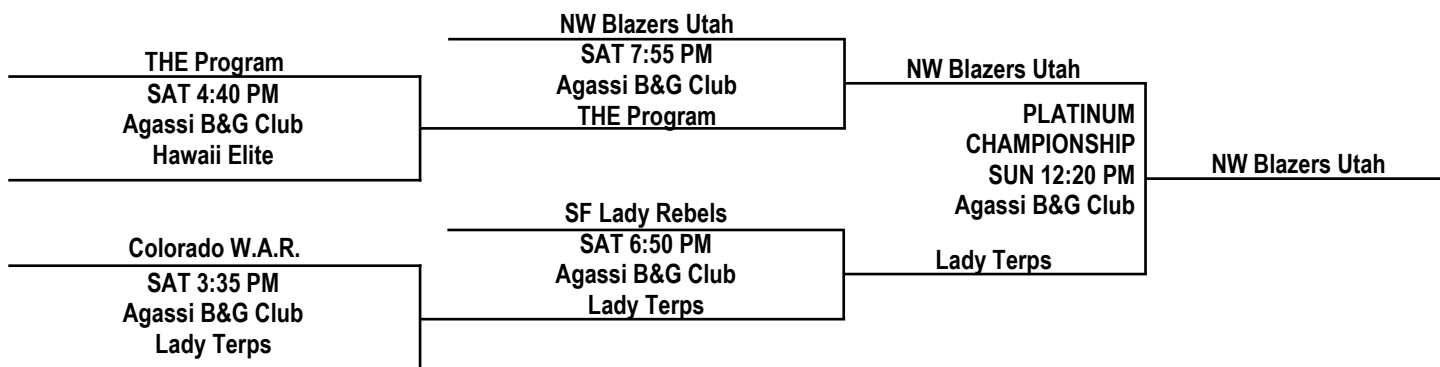 THE Program
SAT 4:40 PM
Agassi B&G Club
Hawaii Elite
Colorado W.A.R.
SAT 3:35 PM
Agassi B&G Club
Lady Terps
NW Blazers Utah
SAT 7:55 PM
Agassi B&G Club
THE Program
SF Lady Rebels
SAT 6:50 PM
Agassi B&G Club
Lady Terps
NW Blazers Utah
PLATINUM
CHAMPIONSHIP
SUN 12:20 PM
Agassi B&G Club
Lady Terps
NW Blazers Utah